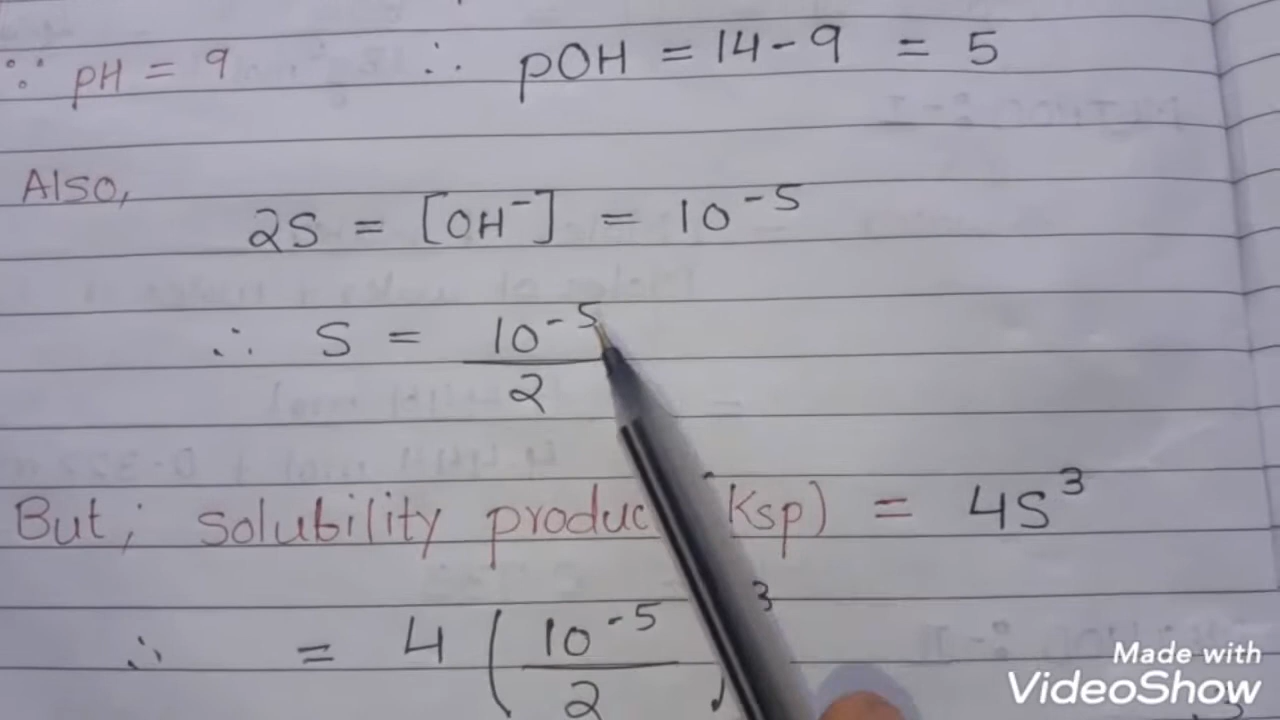 ∵ pH = 9 ∴ pOH = 14 - 9 = 5
Also,
2S = [OH⁻] = 10⁻⁵
∴ S = 10⁻⁵/2
But; solubility produc Ksp) = 4S³
∴ = 4 (10⁻⁵/2)³
Made with
VideoShow